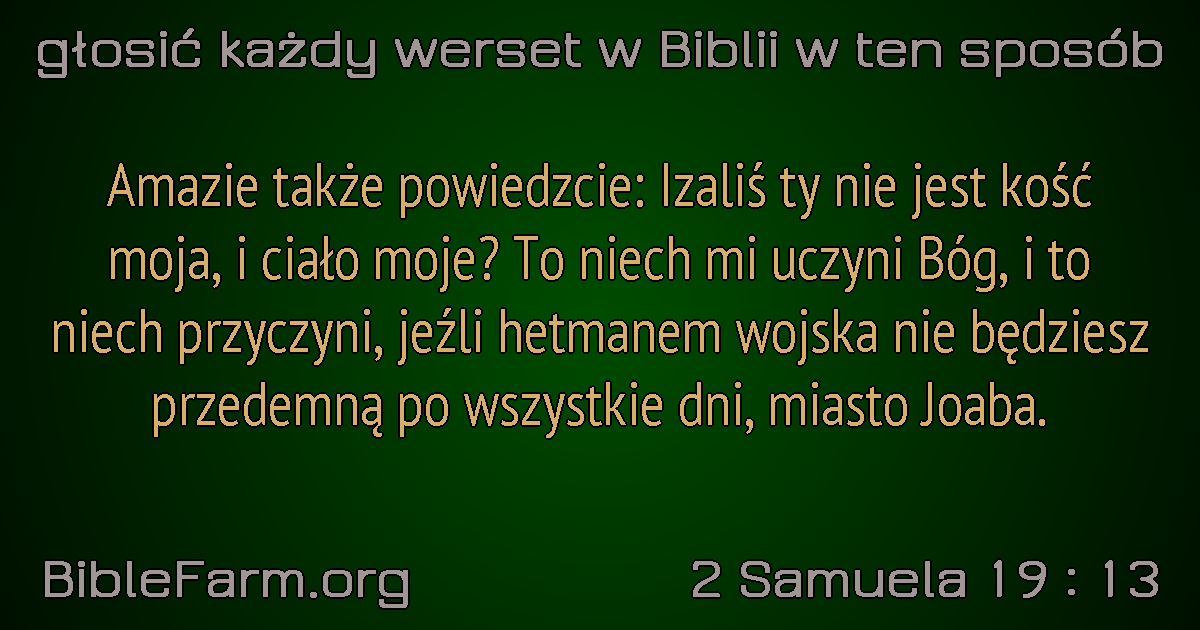 głosić każdy werset w Biblii w ten sposób
Amazie także powiedzcie: Izaliś ty nie jest kość
moja, i ciało moje? To niech mi uczyni Bóg, i to
niech przyczyni, jeźli hetmanem wojska nie będziesz
przedemną po wszystkie dni, miasto Joaba.
BibleFarm.org
2 Samuela 19 : 13